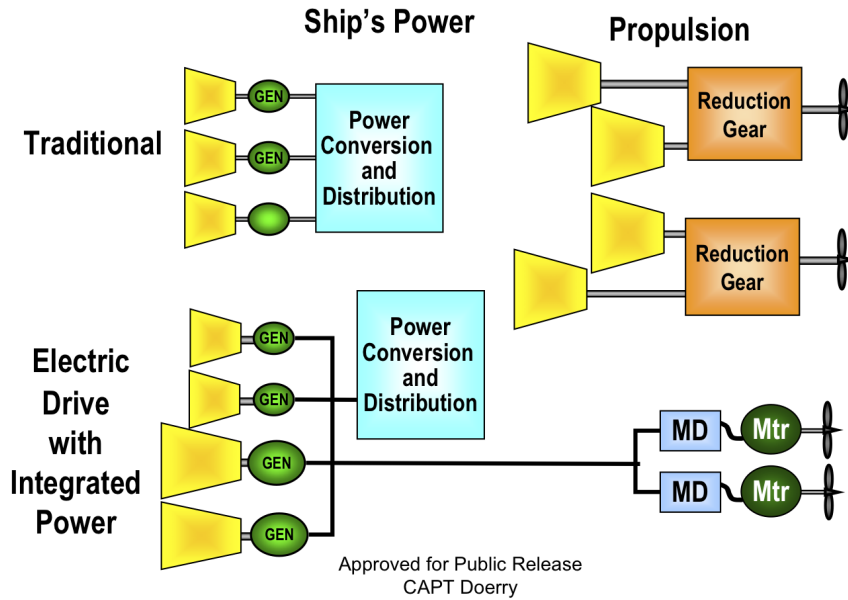 Ship's Power
Propulsion
Traditional
GEN
GEN
Power
Conversion
and
Distribution
Reduction
Gear
Reduction
Gear
Electric
Drive
with
Integrated
Power
GEN
GEN
GEN
GEN
Power
Conversion
and
Distribution
MD
Mtr
MD
Mtr
Approved for Public Release
CAPT Doerry